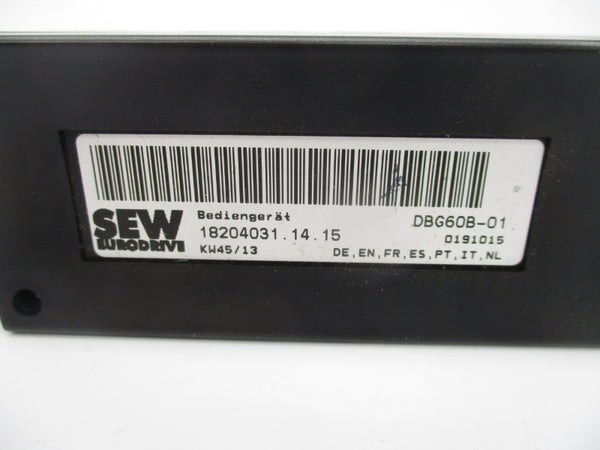 SEW
EURODRIVE
Bediengerät
18204031.14.15
KW45/13
DBG60B-01
0191015
DE,EN,FR,ES,PT,IT,NL